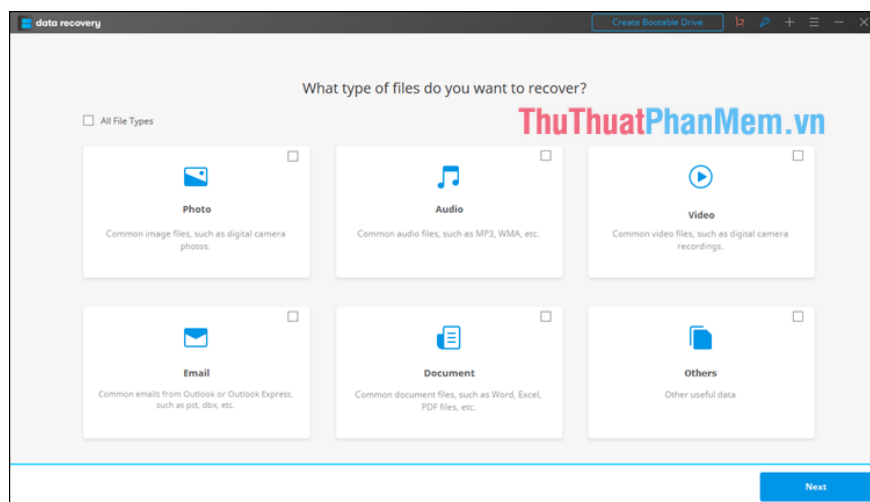 data recovery
Create Bootable Drive
What type of files do you want to recover?
All File Types
ThuThuatPhanMem.vn
Photo
Common image files, such as digital camera
photos.
Audio
Common audio files, such as MP3, WMA, etc.
Video
Common video files, such as digital camera
recordings.
Email
Common emails from Outlook or Outlook Express,
such as pst, dbx, etc.
Document
Common document files, such as Word, Excel,
PDF files, etc.
Others
Other useful data
Next